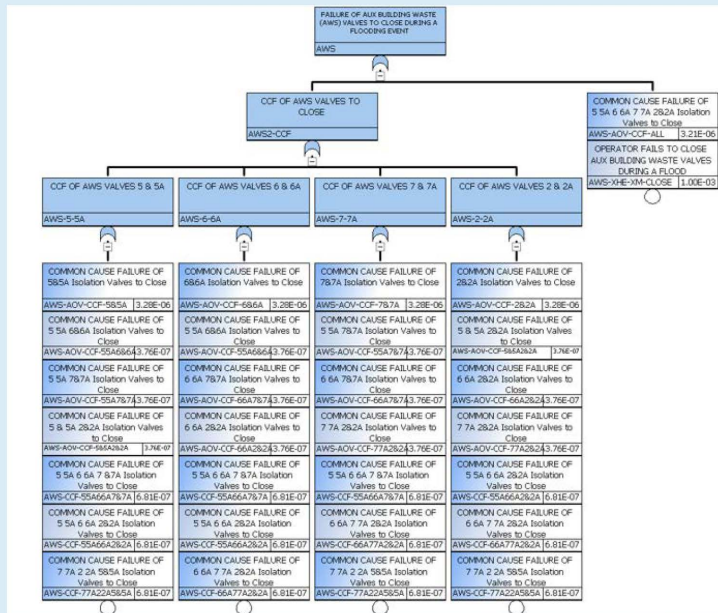 FAILURE OF AUX BUILDING WASTE
(AWS) VALVES TO CLOSE DURING A
FLOODING EVENT
AWS
CCF OF AWS VALVES TO
CLOSE
AWS2-CCF
COMMON CAUSE FAILURE OF
5 5A 6 6A 7 7A 2&2A Isolation
Valves to Close
AWS-AOV-CCF-ALL 3.21E-06
OPERATOR FAILS TO CLOSE
AUX BUILDING WASTE VALVES
DURING A FLOOD
AWS-XHE-XM-CLOSE 1.00E-03
CCF OF AWS VALVES 5 & 5A
AWS-5-5A
CCF OF AWS VALVES 6 & 6A
AWS-6-6A
CCF OF AWS VALVES 7 & 7A
AWS-7-7A
CCF OF AWS VALVES 2 & 2A
AWS-2-2A
COMMON CAUSE FAILURE OF
5&5A Isolation Valves to Close
AWS-AOV-CCF-5&5A 3.28E-06
COMMON CAUSE FAILURE OF
5 5A 6&6A Isolation Valves to
Close
AWS-AOV-CCF-55A6&6A 3.76E-07
COMMON CAUSE FAILURE OF
5 5A 7&7A Isolation Valves to
Close
AWS-AOV-CCF-55A7&7A 3.76E-07
COMMON CAUSE FAILURE OF
5 & 5A 2&2A Isolation Valves
to Close
AWS-AOV-CCF-5&5A2&2A 3.76E-07
COMMON CAUSE FAILURE OF
5 5A 6 6A 7 &7A Isolation
Valves to Close
AWS-CCF-55A66A7&7A 6.81E-07
COMMON CAUSE FAILURE OF
5 5A 6 6A 2&2A Isolation
Valves to Close
AWS-CCF-55A66A2&2A 6.81E-07
COMMON CAUSE FAILURE OF
7 7A 2 2A 5&5A Isolation
Valves to Close
AWS-CCF-77A22A5&5A 6.81E-07
COMMON CAUSE FAILURE OF
6&6A Isolation Valves to Close
AWS-AOV-CCF-6&6A 3.28E-06
COMMON CAUSE FAILURE OF
5 5A 6&6A Isolation Valves to
Close
AWS-AOV-CCF-55A6&6A 3.76E-07
COMMON CAUSE FAILURE OF
6 6A 7&7A Isolation Valves to
Close
AWS-AOV-CCF-66A7&7A 3.76E-07
COMMON CAUSE FAILURE OF
6 6A 2&2A Isolation Valves to
Close
AWS-AOV-CCF-66A2&2A 3.76E-07
COMMON CAUSE FAILURE OF
5 5A 6 6A 7 &7A Isolation
Valves to Close
AWS-CCF-55A66A7&7A 6.81E-07
COMMON CAUSE FAILURE OF
5 5A 6 6A 2&2A Isolation
Valves to Close
AWS-CCF-55A66A2&2A 6.81E-07
COMMON CAUSE FAILURE OF
6 6A 7 7A 2&2A Isolation
Valves to Close
AWS-CCF-66A77A2&2A 6.81E-07
COMMON CAUSE FAILURE OF
7&7A Isolation Valves to Close
AWS-AOV-CCF-7&7A 3.28E-06
COMMON CAUSE FAILURE OF
5 5A 7&7A Isolation Valves to
Close
AWS-AOV-CCF-55A7&7A 3.76E-07
COMMON CAUSE FAILURE OF
6 6A 7&7A Isolation Valves to
Close
AWS-AOV-CCF-66A7&7A 3.76E-07
COMMON CAUSE FAILURE OF
7 7A 2&2A Isolation Valves to
Close
AWS-AOV-CCF-77A2&2A 3.76E-07
COMMON CAUSE FAILURE OF
5 5A 6 6A 7 &7A Isolation
Valves to Close
AWS-CCF-55A66A7&7A 6.81E-07
COMMON CAUSE FAILURE OF
6 6A 7 7A 2&2A Isolation
Valves to Close
AWS-CCF-66A77A2&2A 6.81E-07
COMMON CAUSE FAILURE OF
7 7A 2 2A 5&5A Isolation
Valves to Close
AWS-CCF-77A22A5&5A 6.81E-07
COMMON CAUSE FAILURE OF
2&2A Isolation Valves to Close
AWS-AOV-CCF-2&2A 3.28E-06
COMMON CAUSE FAILURE OF
5 & 5A 2&2A Isolation Valves
to Close
AWS-AOV-CCF-5&5A2&2A 3.76E-07
COMMON CAUSE FAILURE OF
6 6A 2&2A Isolation Valves to
Close
AWS-AOV-CCF-66A2&2A 3.76E-07
COMMON CAUSE FAILURE OF
7 7A 2&2A Isolation Valves to
Close
AWS-AOV-CCF-77A2&2A 3.76E-07
COMMON CAUSE FAILURE OF
5 5A 6 6A 2&2A Isolation
Valves to Close
AWS-CCF-55A66A2&2A 6.81E-07
COMMON CAUSE FAILURE OF
6 6A 7 7A 2&2A Isolation
Valves to Close
AWS-CCF-66A77A2&2A 6.81E-07
COMMON CAUSE FAILURE OF
7 7A 2 2A 5&5A Isolation
Valves to Close
AWS-CCF-77A22A5&5A 6.81E-07